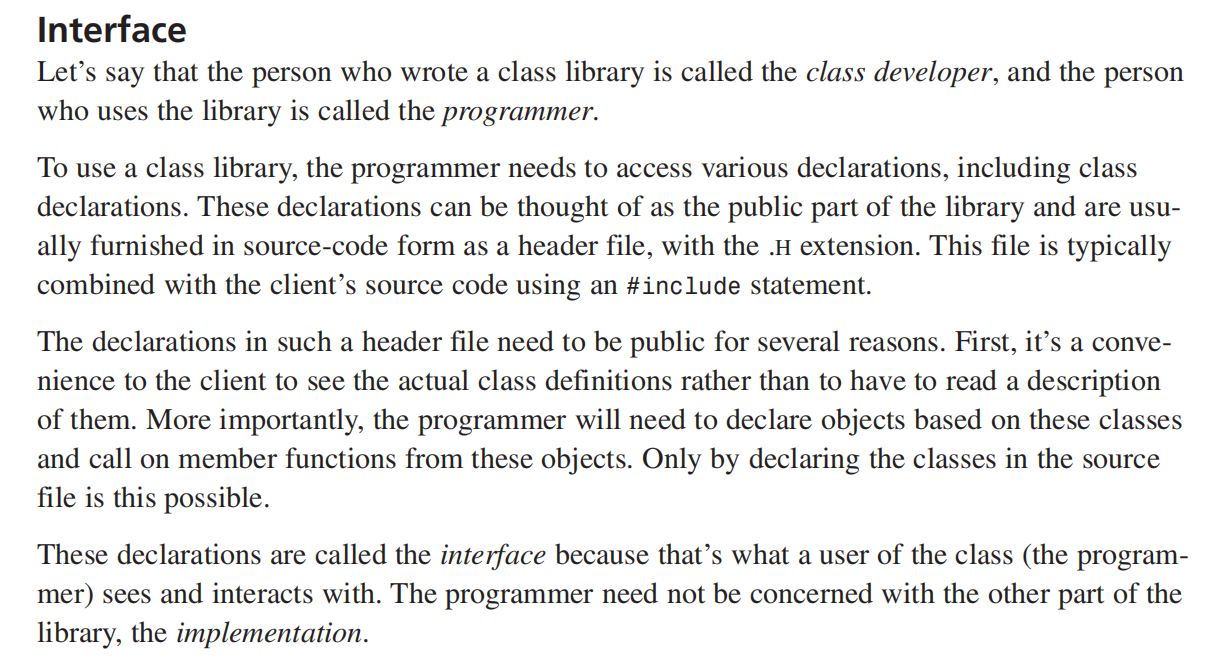 Interface
Let’s say that the person who wrote a class library is called the class developer, and the person
who uses the library is called the programmer.
To use a class library, the programmer needs to access various declarations, including class
declarations. These declarations can be thought of as the public part of the library and are usu-
ally furnished in source-code form as a header file, with the .H extension. This file is typically
combined with the client’s source code using an #include statement.
The declarations in such a header file need to be public for several reasons. First, it’s a conve-
nience to the client to see the actual class definitions rather than to have to read a description
of them. More importantly, the programmer will need to declare objects based on these classes
and call on member functions from these objects. Only by declaring the classes in the source
file is this possible.
These declarations are called the interface because that’s what a user of the class (the program-
mer) sees and interacts with. The programmer need not be concerned with the other part of the
library, the implementation.